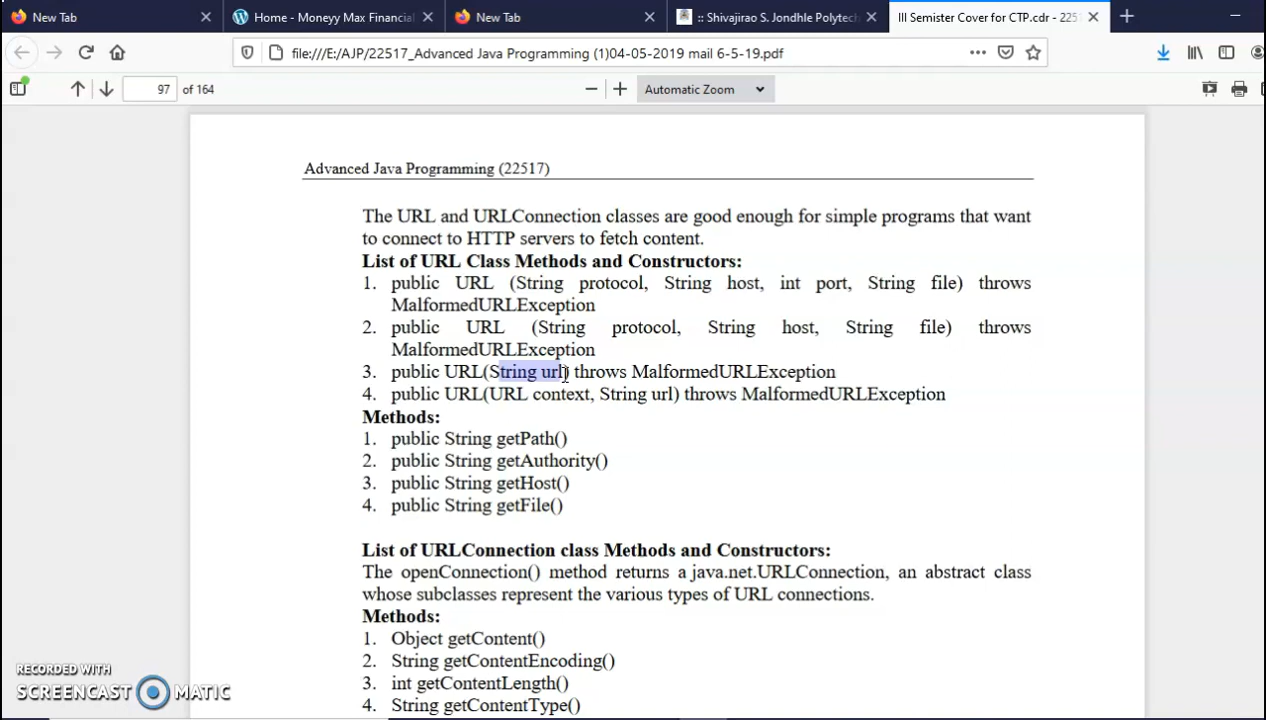 New Tab
Home - Moneyy Max Financial
New Tab
:: Shivajirao S. Jondhle Polytech
III Semister Cover for CTP.cdr - 2251
file:///E:/AJP/22517_Advanced Java Programming (1)04-05-2019 mail 6-5-19.pdf
97 of 164
Automatic Zoom
Advanced Java Programming (22517)
The URL and URLConnection classes are good enough for simple programs that want
to connect to HTTP servers to fetch content.
List of URL Class Methods and Constructors:
1. public URL (String protocol, String host, int port, String file) throws
MalformedURLException
2. public URL (String protocol, String host, String file) throws
MalformedURLException
3. public URL(String url) throws MalformedURLException
4. public URL(URL context, String url) throws MalformedURLException
Methods:
1. public String getPath()
2. public String getAuthority()
3. public String getHost()
4. public String getFile()
List of URLConnection class Methods and Constructors:
The openConnection() method returns a java.net.URLConnection, an abstract class
whose subclasses represent the various types of URL connections.
Methods:
1. Object getContent()
2. String getContentEncoding()
3. int getContentLength()
4. String getContentType()
RECORDED WITH
SCREENCAST MATIC